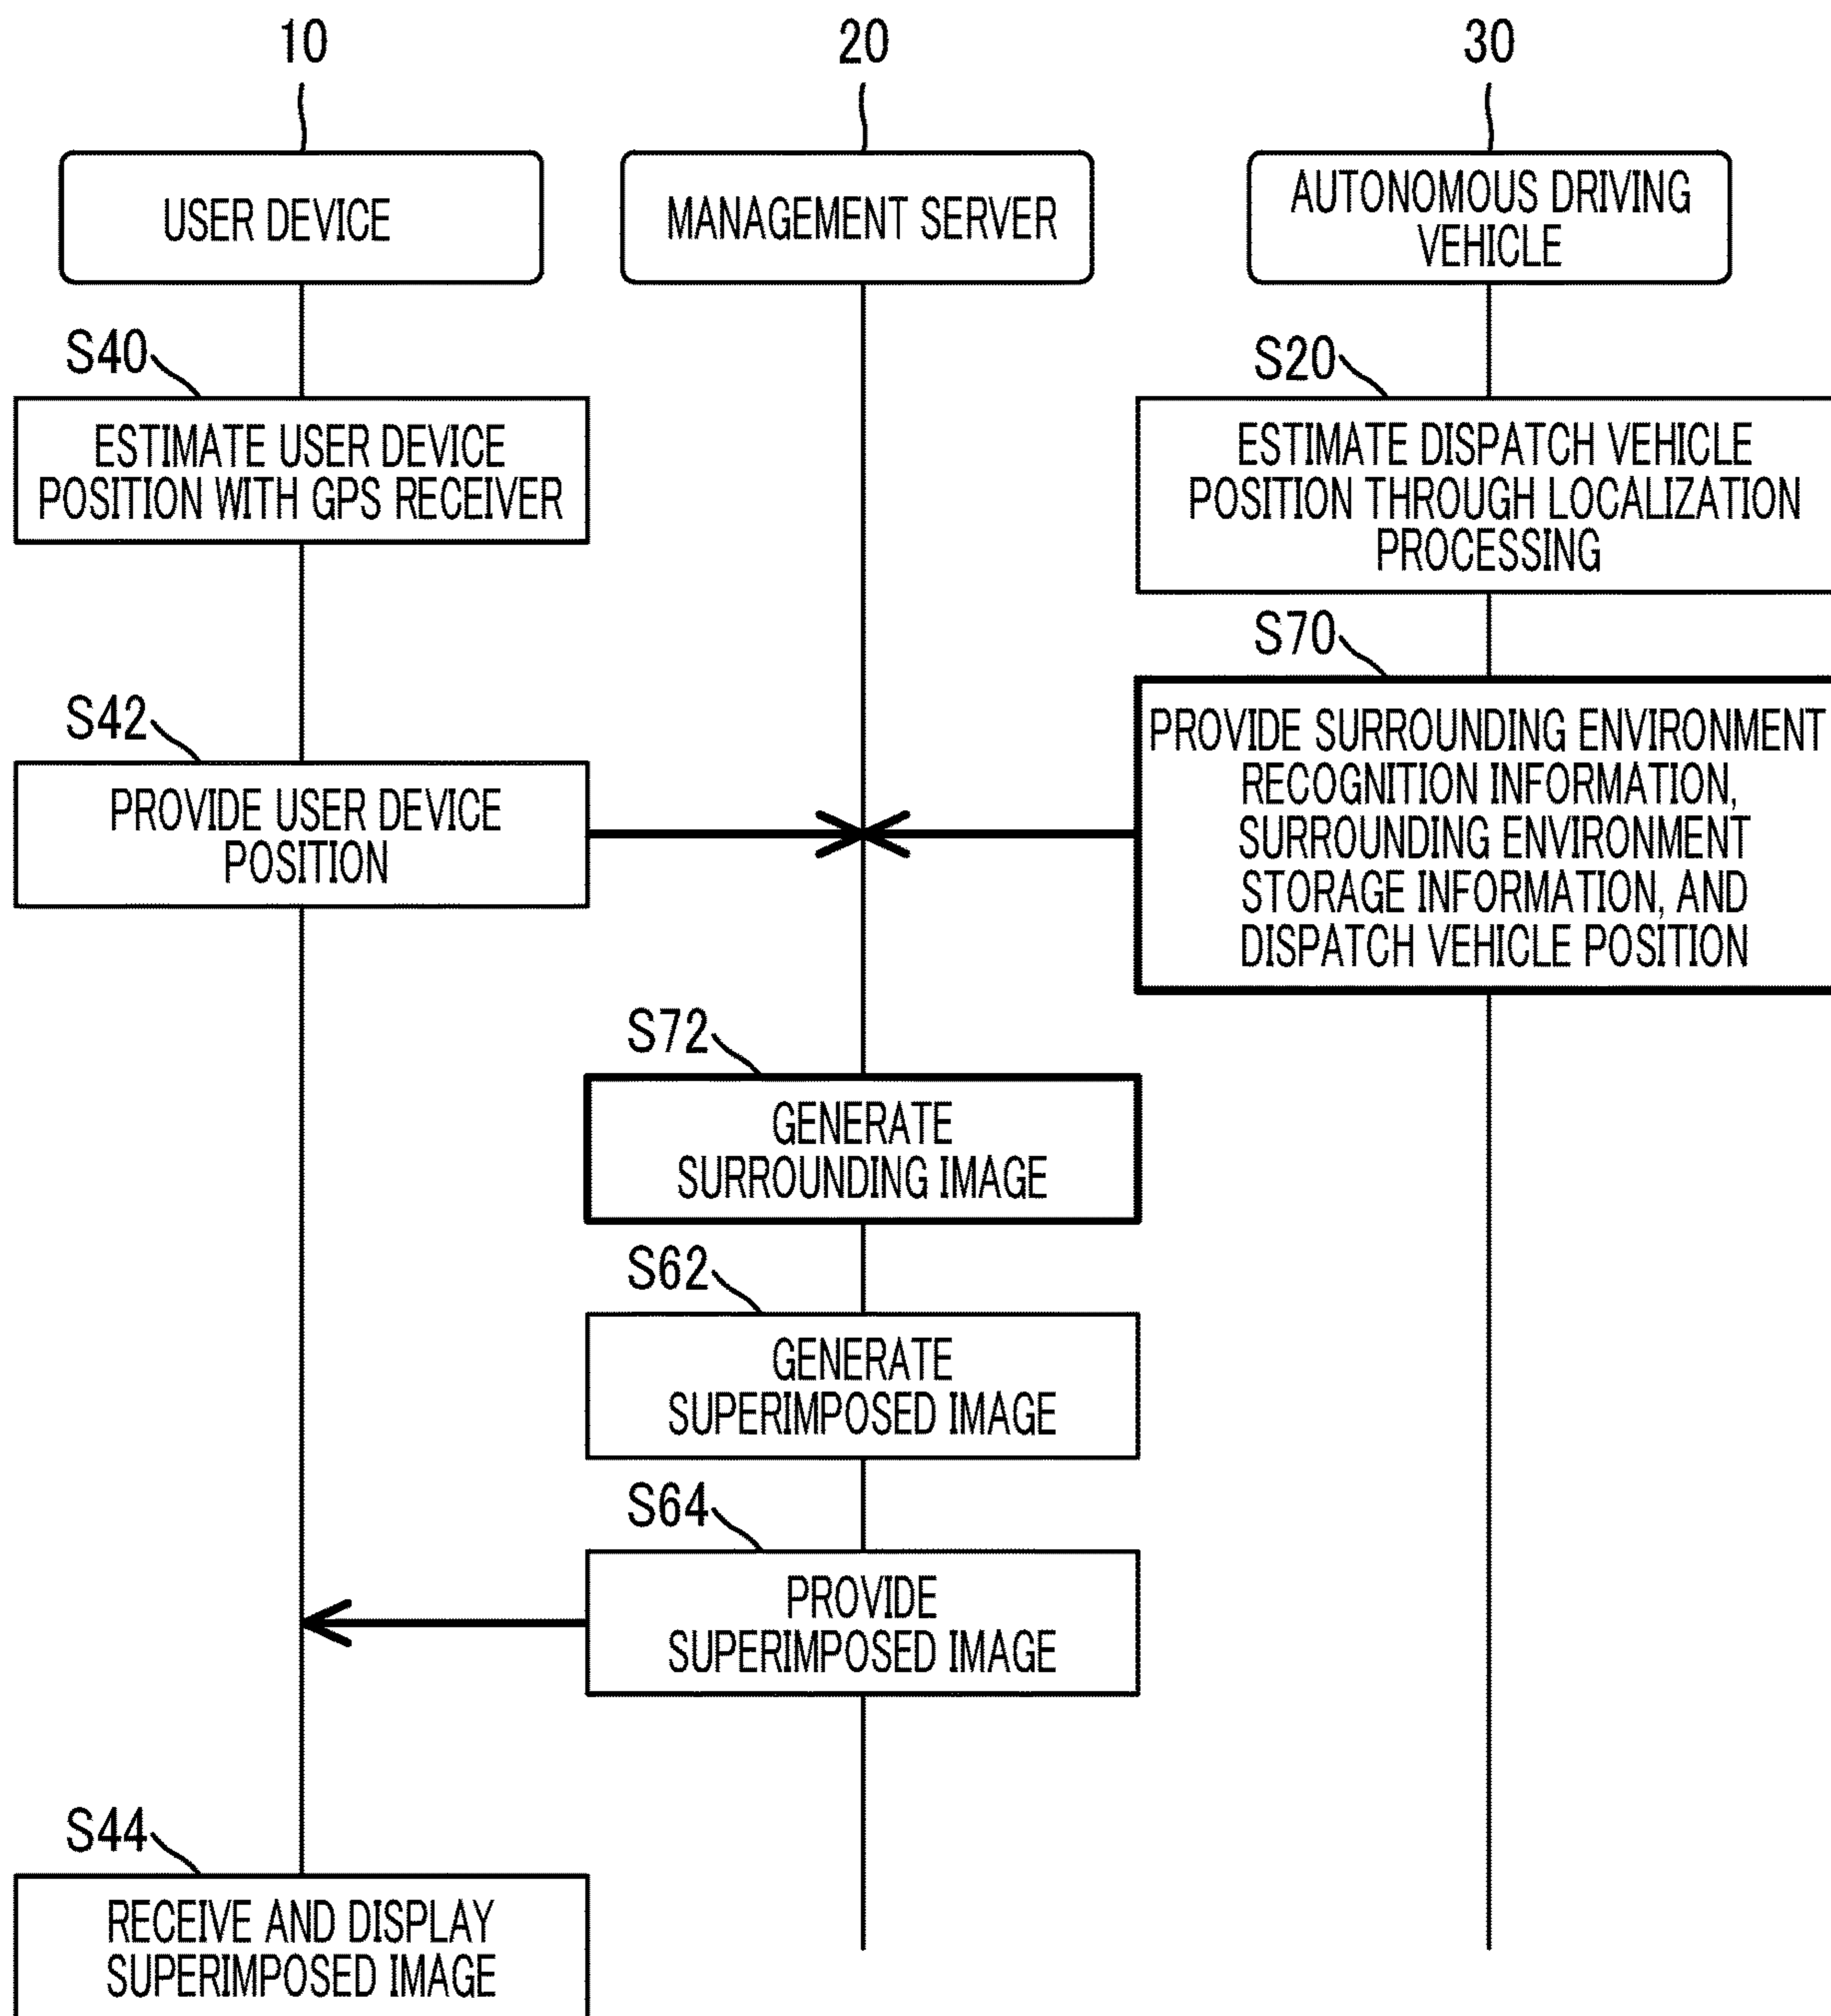 10
20
30
USER DEVICE
MANAGEMENT SERVER
AUTONOMOUS DRIVING
VEHICLE
S40
ESTIMATE USER DEVICE
POSITION WITH GPS RECEIVER
S20
ESTIMATE DISPATCH VEHICLE
POSITION THROUGH LOCALIZATION
PROCESSING
S42
PROVIDE USER DEVICE
POSITION
S70
PROVIDE SURROUNDING ENVIRONMENT
RECOGNITION INFORMATION,
SURROUNDING ENVIRONMENT
STORAGE INFORMATION, AND
DISPATCH VEHICLE POSITION
S72
GENERATE
SURROUNDING IMAGE
S62
GENERATE
SUPERIMPOSED IMAGE
S64
PROVIDE
SUPERIMPOSED IMAGE
S44
RECEIVE AND DISPLAY
SUPERIMPOSED IMAGE